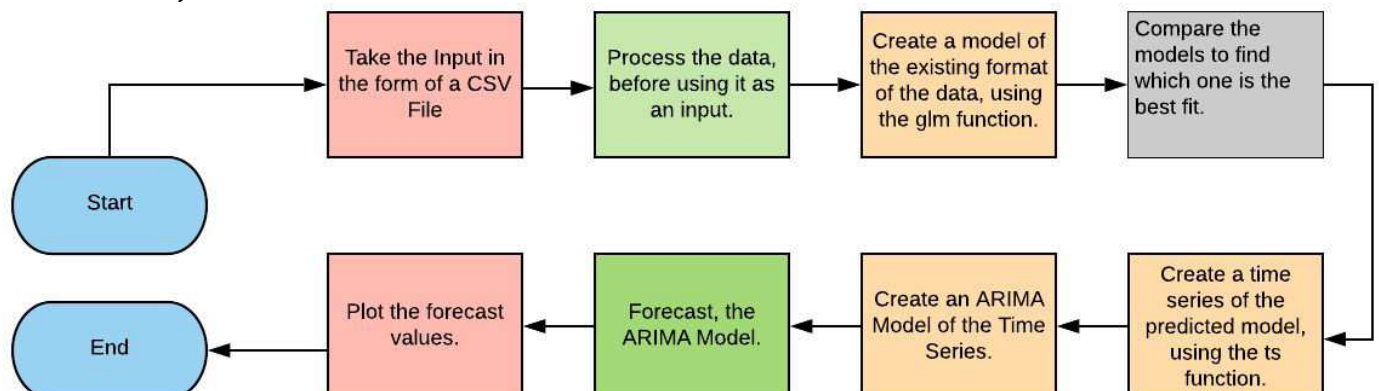 Start
Take the Input in
the form of a CSV
File
Process the data,
before using it as
an input.
Create a model of
the existing format
of the data, using
the glm function.
Compare the
models to find
which one is the
best fit.
Create a time
series of the
predicted model,
using the ts
function.
Create an ARIMA
Model of the Time
Series.
Forecast, the
ARIMA Model.
Plot the forecast
values.
End